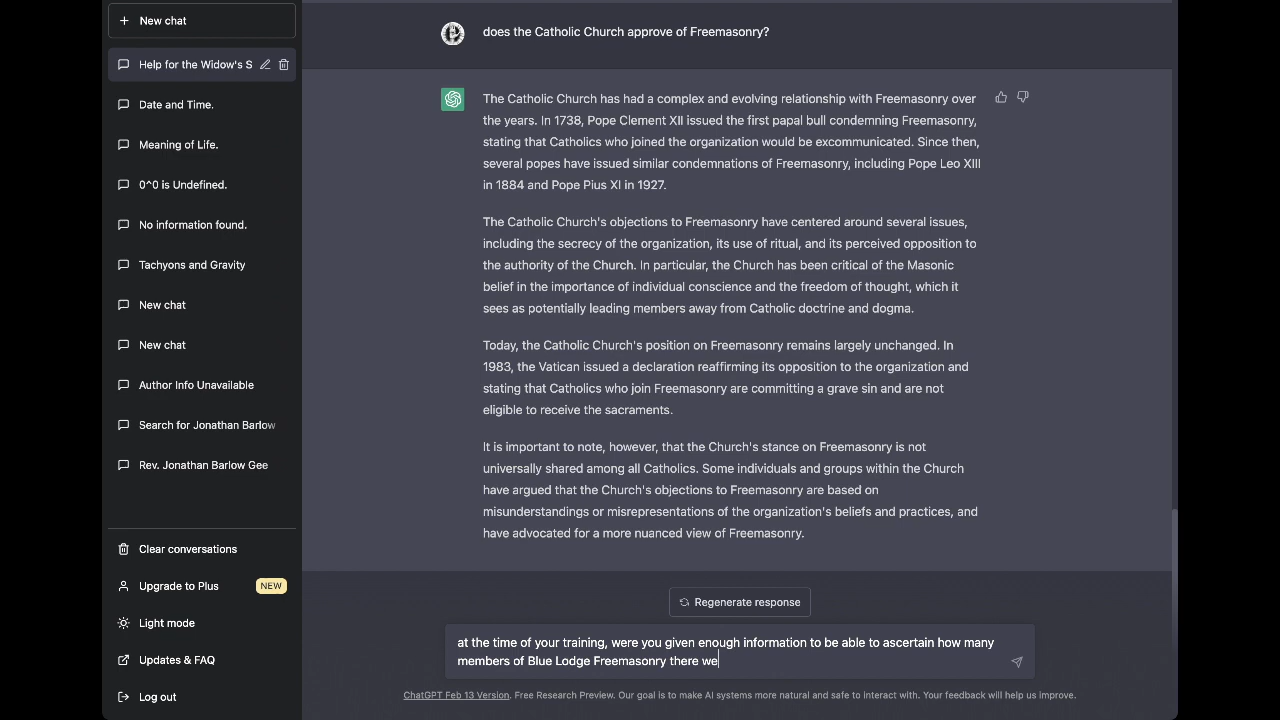 New chat
Help for the Widow's S
Date and Time.
Meaning of Life.
0^0 is Undefined.
No information found.
Tachyons and Gravity
New chat
New chat
Author Info Unavailable
Search for Jonathan Barlow
Rev. Jonathan Barlow Gee
Clear conversations
Upgrade to Plus NEW
Light mode
Updates & FAQ
Log out
does the Catholic Church approve of Freemasonry?
The Catholic Church has had a complex and evolving relationship with Freemasonry over
the years. In 1738, Pope Clement XII issued the first papal bull condemning Freemasonry,
stating that Catholics who joined the organization would be excommunicated. Since then,
several popes have issued similar condemnations of Freemasonry, including Pope Leo XIII
in 1884 and Pope Pius XI in 1927.
The Catholic Church's objections to Freemasonry have centered around several issues,
including the secrecy of the organization, its use of ritual, and its perceived opposition to
the authority of the Church. In particular, the Church has been critical of the Masonic
belief in the importance of individual conscience and the freedom of thought, which it
sees as potentially leading members away from Catholic doctrine and dogma.
Today, the Catholic Church's position on Freemasonry remains largely unchanged. In
1983, the Vatican issued a declaration reaffirming its opposition to the organization and
stating that Catholics who join Freemasonry are committing a grave sin and are not
eligible to receive the sacraments.
It is important to note, however, that the Church's stance on Freemasonry is not
universally shared among all Catholics. Some individuals and groups within the Church
have argued that the Church's objections to Freemasonry are based on
misunderstandings or misrepresentations of the organization's beliefs and practices, and
have advocated for a more nuanced view of Freemasonry.
Regenerate response
at the time of your training, were you given enough information to be able to ascertain how many
members of Blue Lodge Freemasonry there we
ChatGPT Feb 13 Version. Free Research Preview. Our goal is to make AI systems more natural and safe to interact with. Your feedback will help us improve.